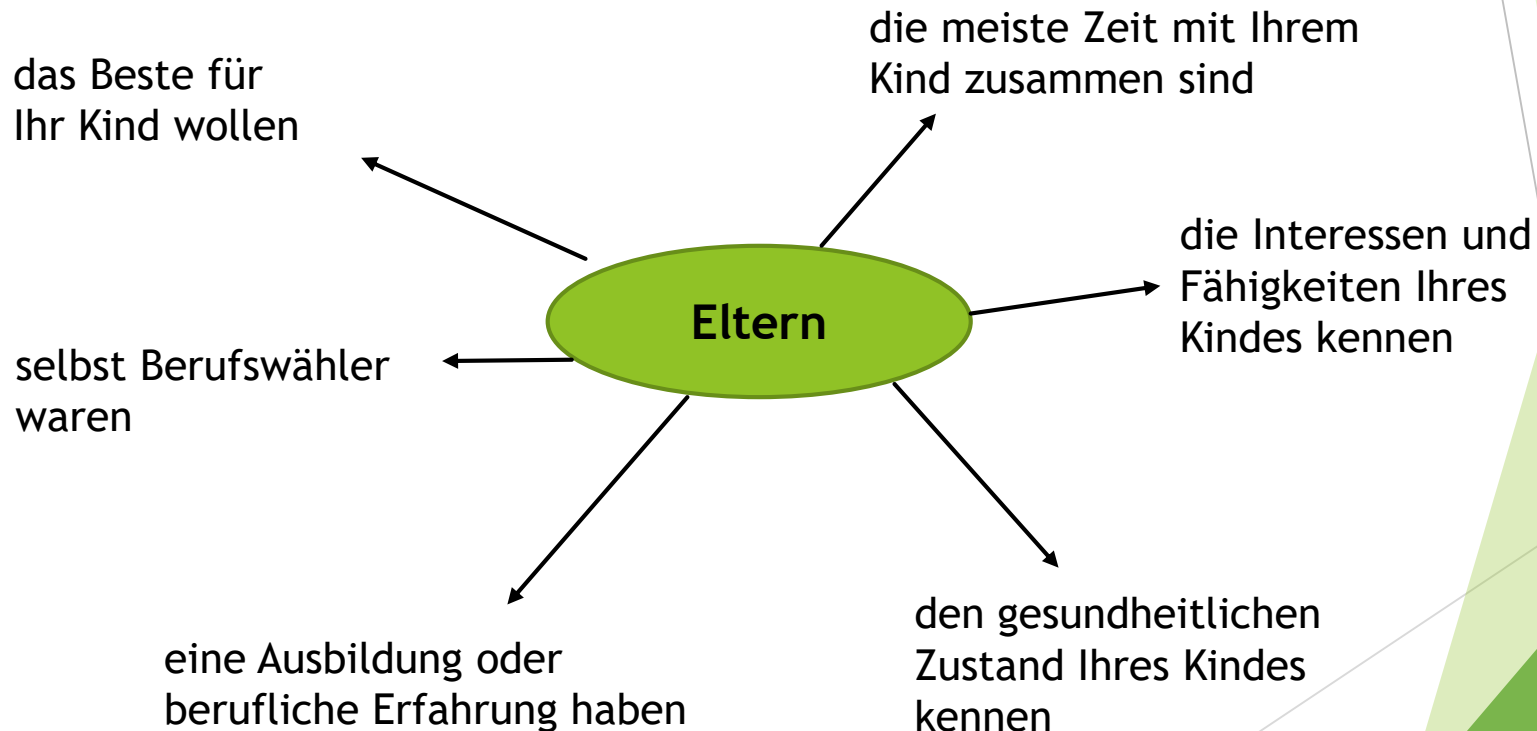 die meiste Zeit mit Ihrem
Kind zusammen sind
das Beste für
Ihr Kind wollen
die Interessen und
Fähigkeiten Ihres
Kindes kennen
Eltern
selbst Berufswähler
waren
den gesundheitlichen
Zustand Ihres Kindes
kennen
eine Ausbildung oder
berufliche Erfahrung haben